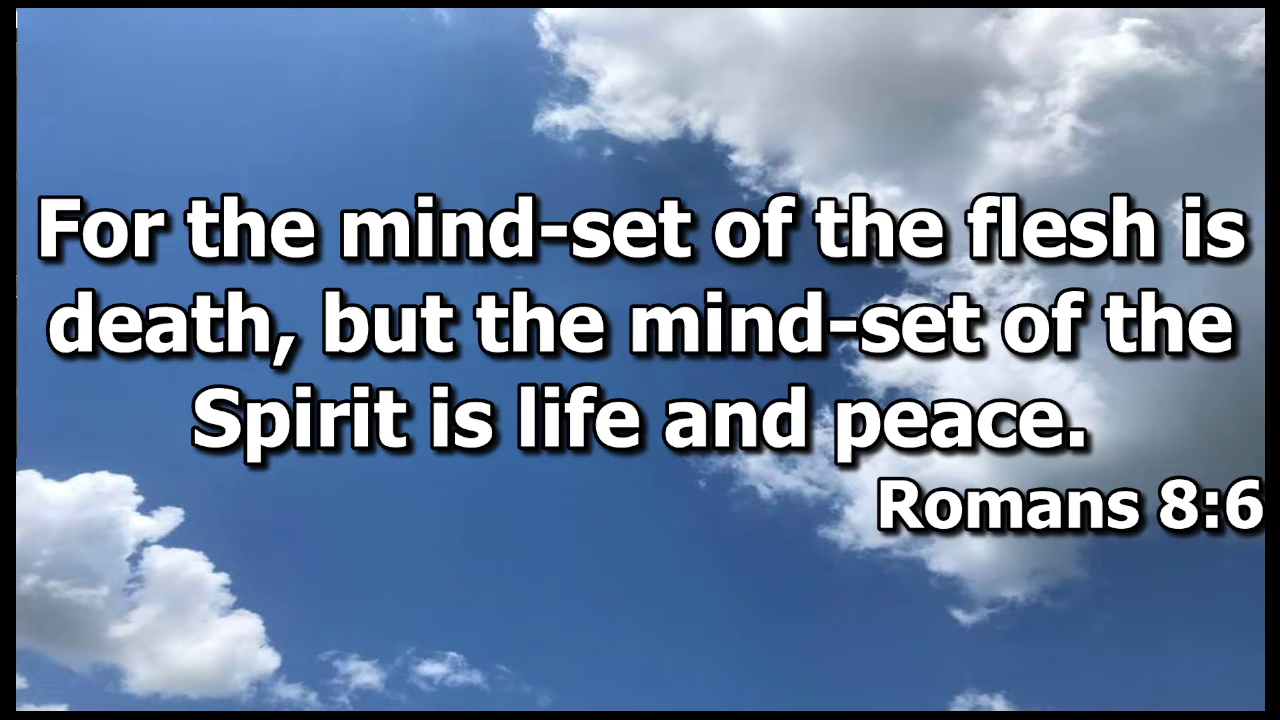 For the mind-set of the flesh is
death, but the mind-set of the
Spirit is life and peace.
Romans 8:6